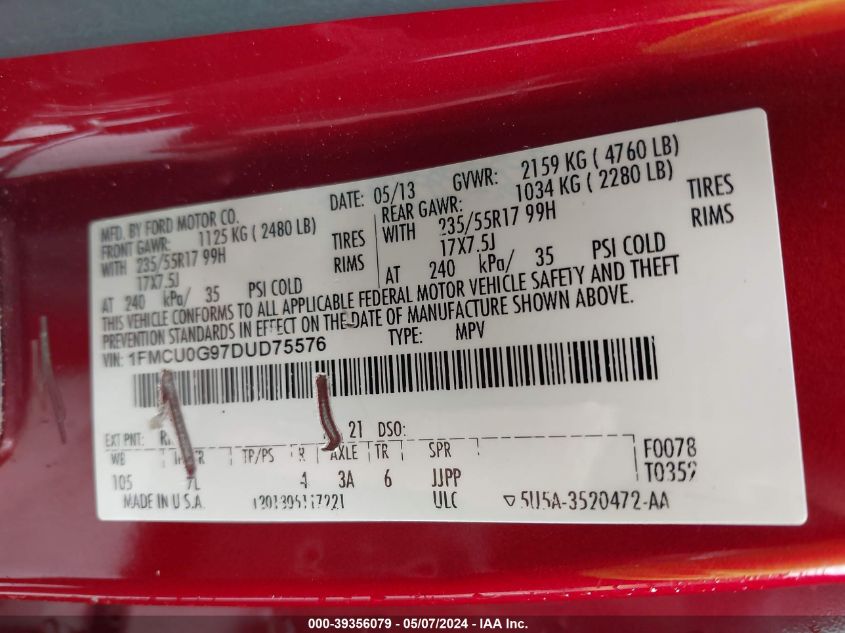 MFD. BY FORD MOTOR CO.
DATE: 05/13 GVWR: 2159 KG ( 4760 LB)
FRONT GAWR: 1125 KG ( 2480 LB)
REAR GAWR: 1034 KG ( 2280 LB)
WITH 235/55R17 99H TIRES
WITH 235/55R17 99H TIRES
17X7.5J RIMS
17X7.5J RIMS
AT 240 kPa/ 35 PSI COLD
AT 240 kPa/ 35 PSI COLD
THIS VEHICLE CONFORMS TO ALL APPLICABLE FEDERAL MOTOR VEHICLE SAFETY AND THEFT
PREVENTION STANDARDS IN EFFECT ON THE DATE OF MANUFACTURE SHOWN ABOVE.
VIN: 1FMCU0G97DUD75576 TYPE: MPV
EXT PNT: 21 DSO:
WB TP/PS R AXLE TR SPR F0078
105 4 3A 6 JJPP
MADE IN U.S.A. ULC 5U5A-3520472-AA
000-39356079 - 05/07/2024 - IAA Inc.